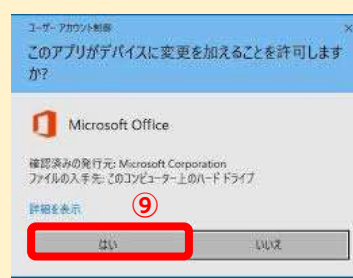 ユーザー アカウント制御
×
このアプリがデバイスに変更を加えることを許可します
か?
Microsoft Office
確認済みの発行元: Microsoft Corporation
ファイルの入手先: このコンピューター上のハード ドライブ
詳細を表示
⑨
はい
いいえ